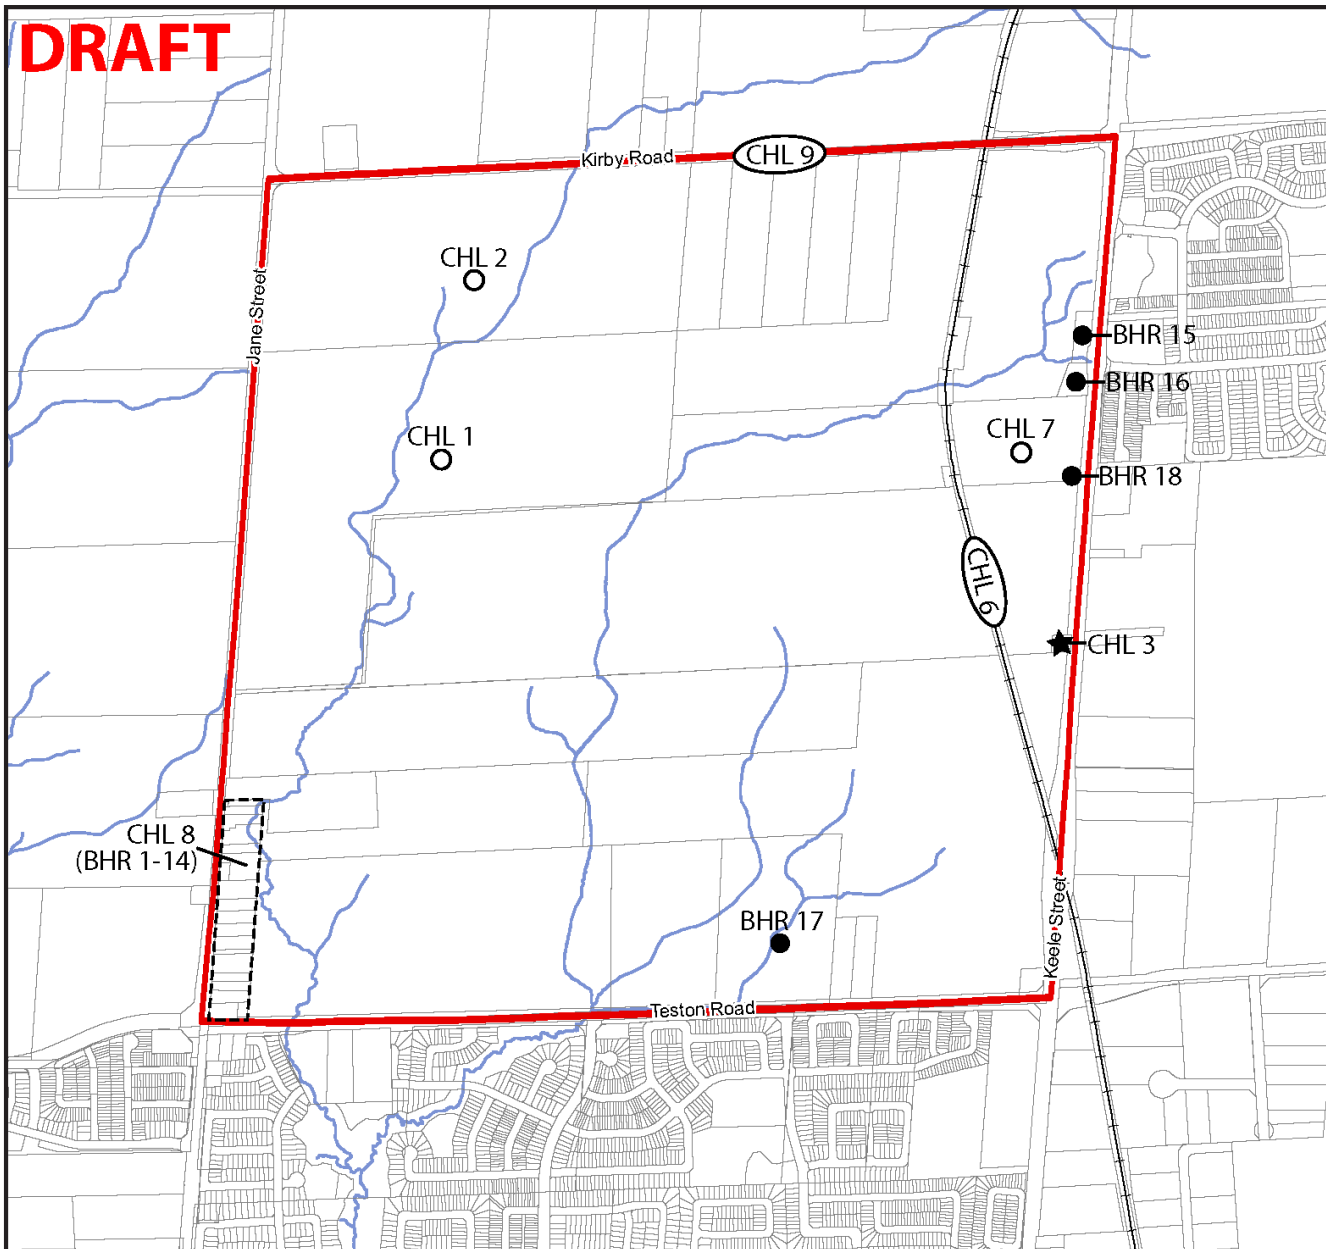 DRAFT
Kirby Road
CHL 9
CHL 2
Jane Street
BHR 15
BHR 16
CHL 1
CHL 7
BHR 18
CHL 6
CHL 3
CHL 8
(BHR 1-14)
BHR 17
Keele Street
Teston Road